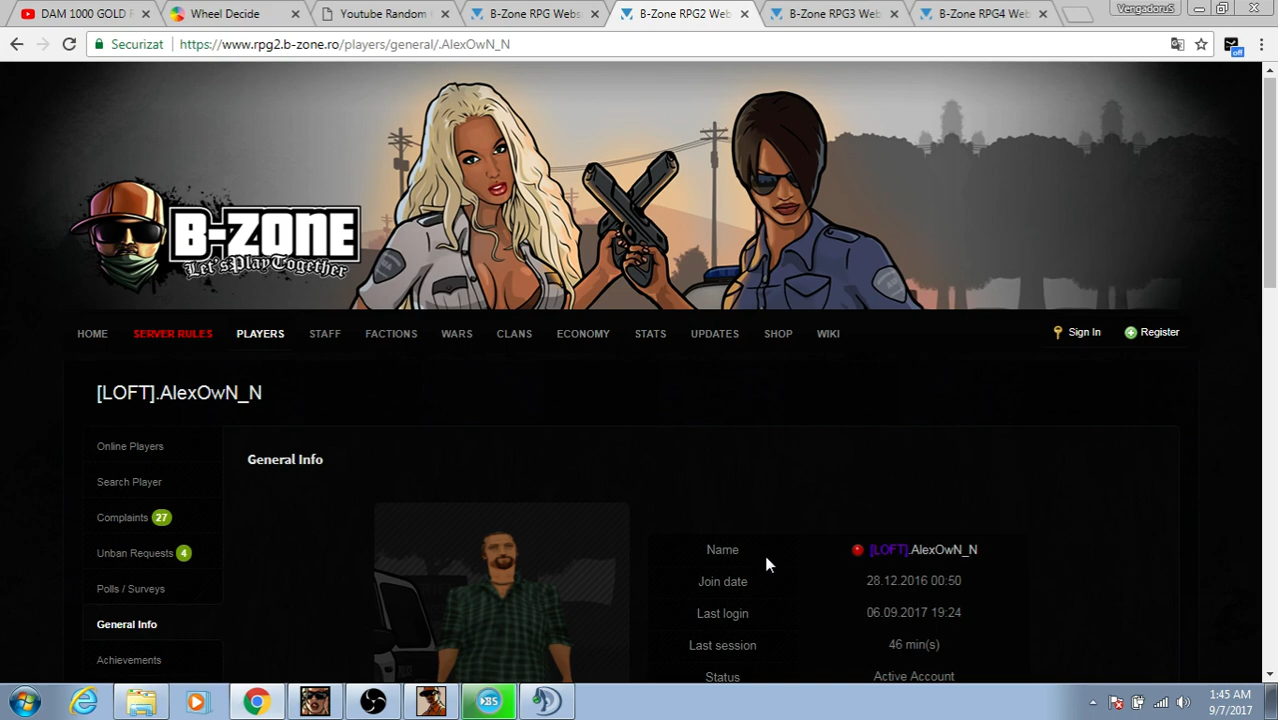 DAM 1000 GOLD F
Wheel Decide
Youtube Random
B-Zone RPG Webs
B-Zone RPG2 Web
B-Zone RPG3 Web
B-Zone RPG4 Web
VengadoruS
Securizat
https://www.rpg2.b-zone.ro/players/general/.AlexOwN_N
off
B-ZONE
Let'sPlayTogether
HOME SERVER RULES PLAYERS STAFF FACTIONS WARS CLANS ECONOMY STATS UPDATES SHOP WIKI Sign In Register
[LOFT].AlexOwN_N
Online Players
Search Player
Complaints 27
Unban Requests 4
Polls / Surveys
General Info
Achievements
General Info
Name [LOFT].AlexOwN_N
Join date 28.12.2016 00:50
Last login 06.09.2017 19:24
Last session 46 min(s)
Status Active Account
1:45 AM
9/7/2017